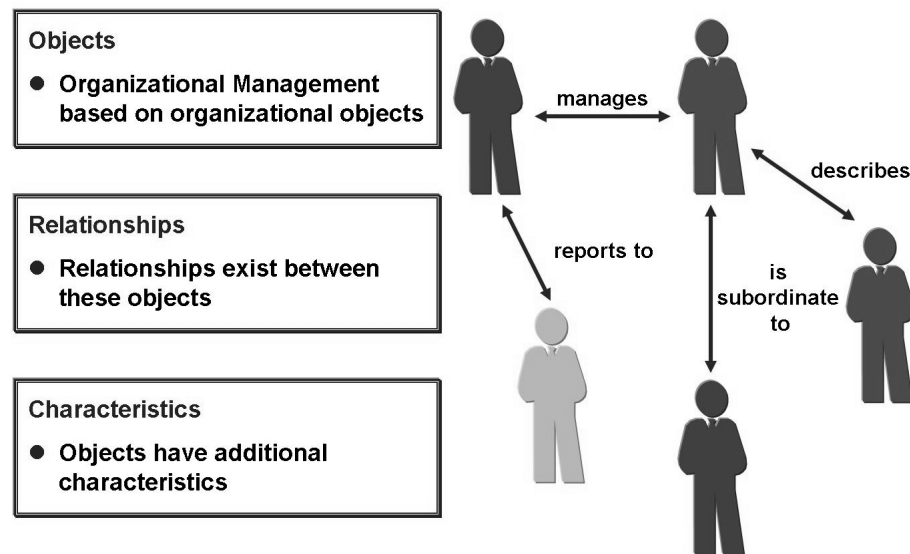 Objects
● Organizational Management
based on organizational objects
Relationships
● Relationships exist between
these objects
Characteristics
● Objects have additional
characteristics
manages
describes
reports to
is
subordinate
to